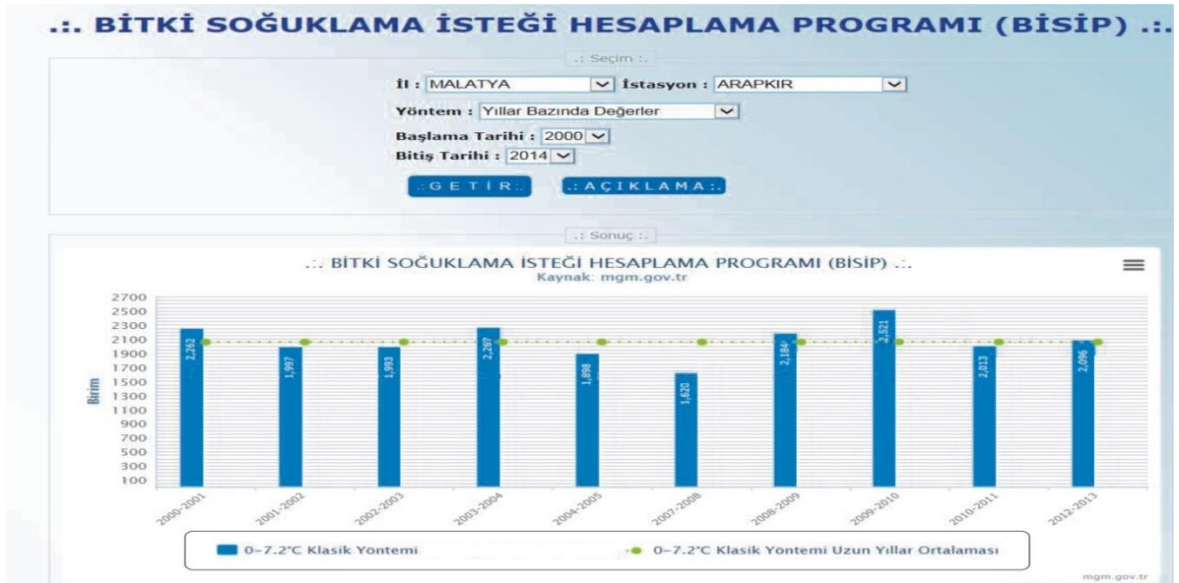 .:. BİTKİ SOĞUKLAMA İSTEĞİ HESAPLAMA PROGRAMI (BİSİP) .:.
.: Seçim :.
İl : MALATYA İstasyon : ARAPKIR
Yöntem : Yıllar Bazında Değerler
Başlama Tarihi : 2000
Bitiş Tarihi : 2014
.:G E T İ R:. .:A Ç I K L A M A:.
.: Sonuç :.
.:. BİTKİ SOĞUKLAMA İSTEĞİ HESAPLAMA PROGRAMI (BİSİP) .:.
Kaynak: mgm.gov.tr
2700
2500
2300
2100
1900
1700
1500
1300
1100
900
700
500
300
100
Birim
2,262 1,997 1,993 2,267 1,898 1,620 2,184 2,521 2,013 2,096
2000-2001 2001-2002 2002-2003 2003-2004 2004-2005 2007-2008 2008-2009 2009-2010 2010-2011 2012-2013
0-7.2°C Klasik Yöntemi 0-7.2°C Klasik Yöntemi Uzun Yıllar Ortalaması
mgm.gov.tr